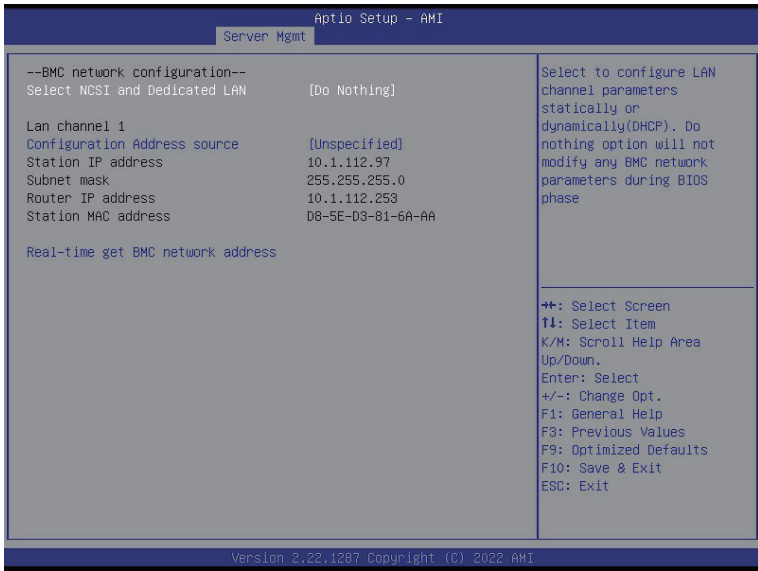 Aptio Setup – AMI
Server Mgmt
--BMC network configuration--
Select NCSI and Dedicated LAN [Do Nothing]
Lan channel 1
Configuration Address source [Unspecified]
Station IP address 10.1.112.97
Subnet mask 255.255.255.0
Router IP address 10.1.112.253
Station MAC address D8-5E-D3-81-6A-AA
Real-time get BMC network address
Select to configure LAN
channel parameters
statically or
dynamically(DHCP). Do
nothing option will not
modify any BMC network
parameters during BIOS
phase
→←: Select Screen
↑↓: Select Item
K/M: Scroll Help Area
Up/Down.
Enter: Select
+/-: Change Opt.
F1: General Help
F3: Previous Values
F9: Optimized Defaults
F10: Save & Exit
ESC: Exit
Version 2.22.1287 Copyright (C) 2022 AMI